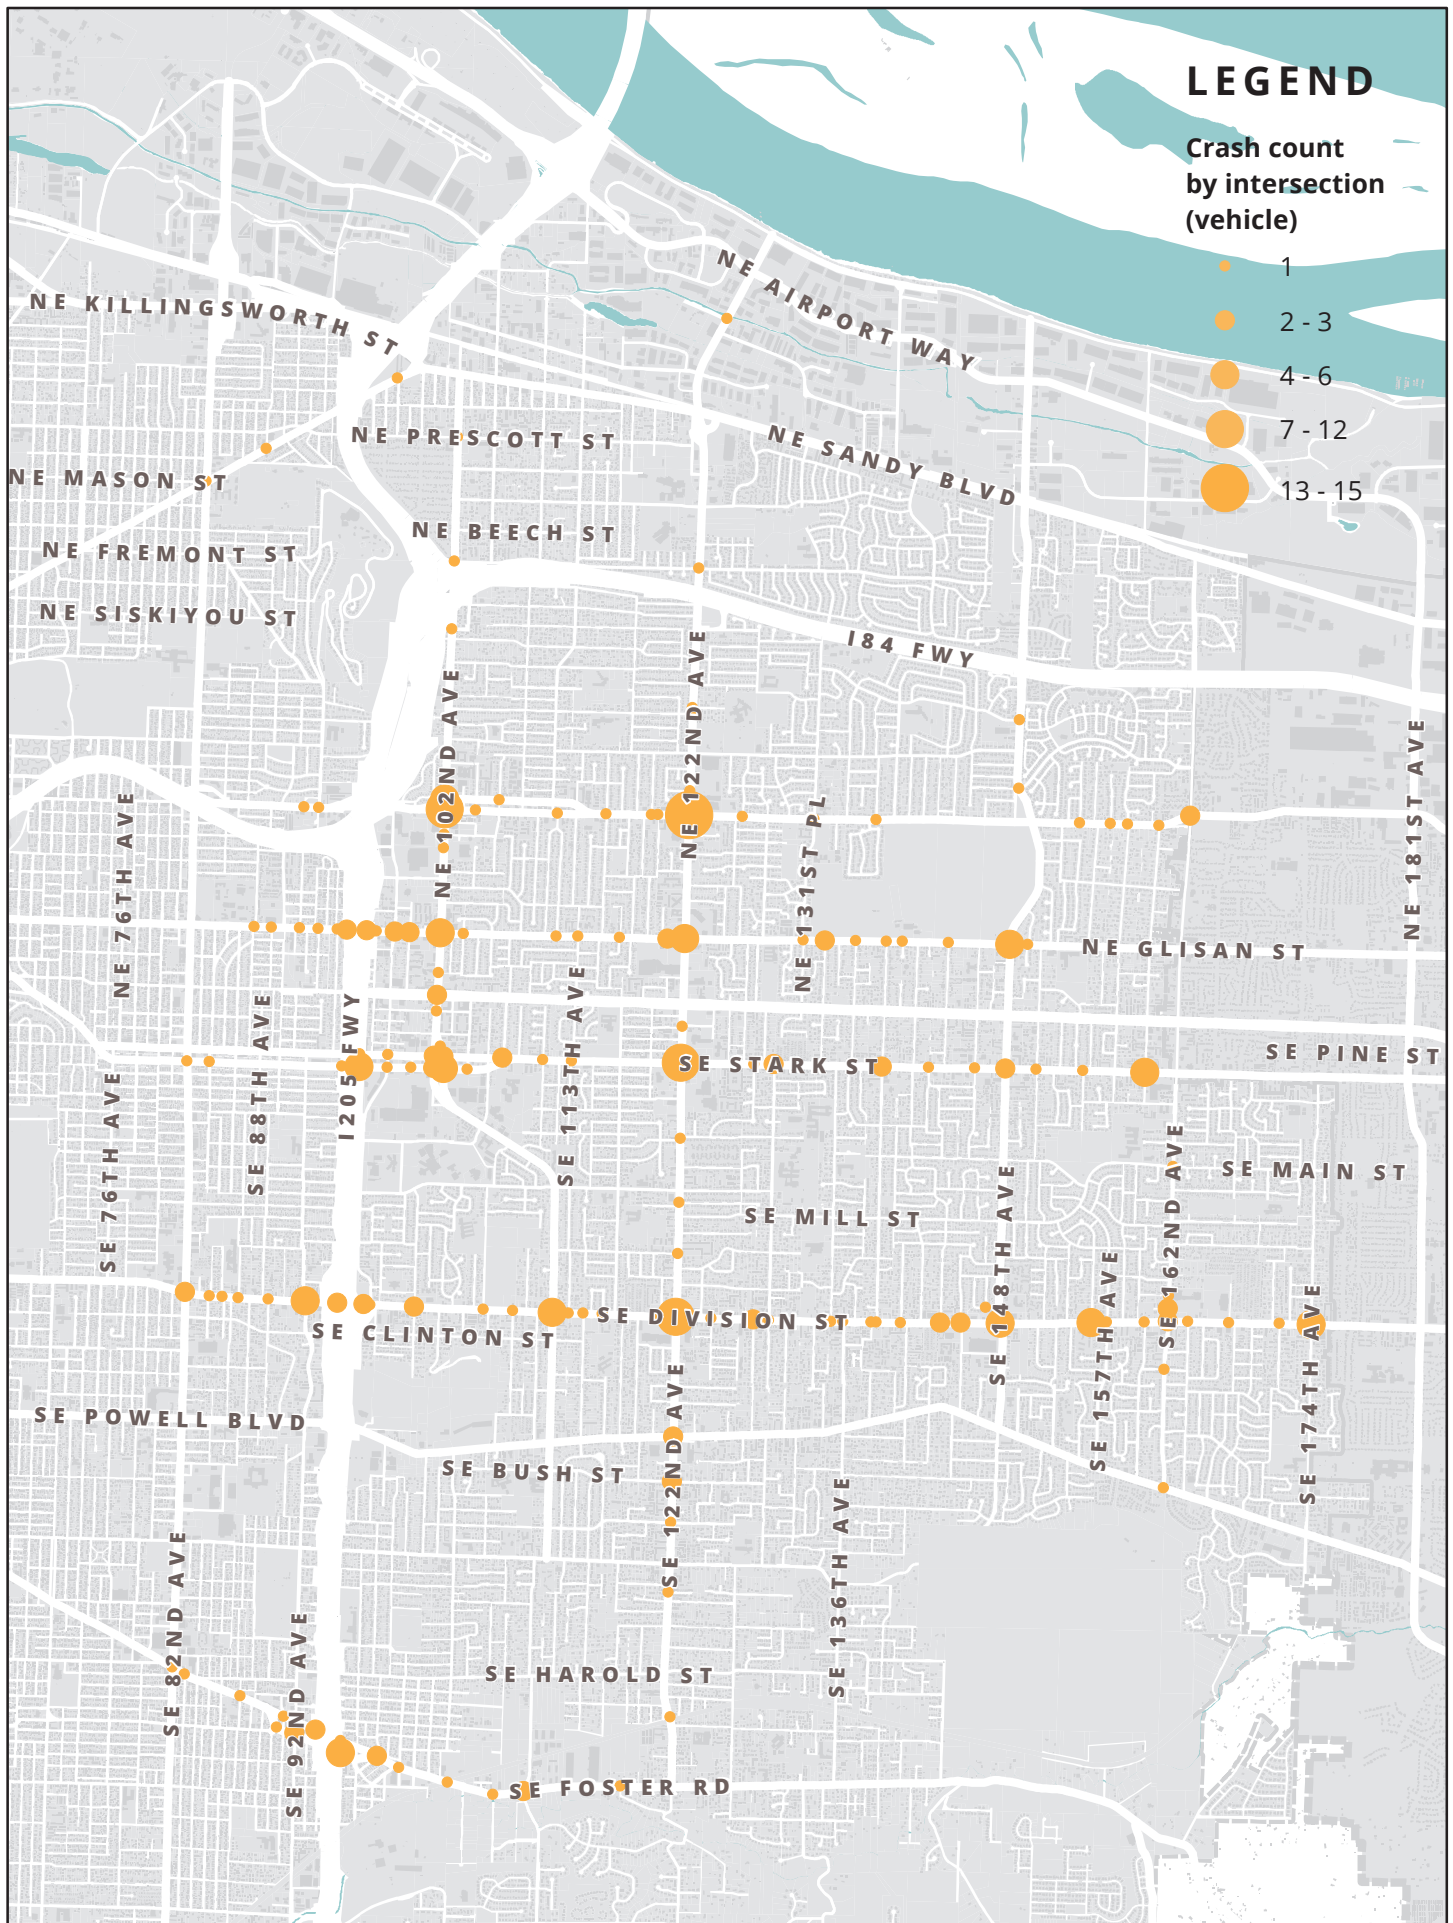 LEGEND
Crash count
by intersection
(vehicle)
1
2 - 3
4 - 6
7 - 12
13 - 15
NE AIRPORT WAY
NE KILLINGSWORTH ST
NE PRESCOTT ST
NE SANDY BLVD
NE MASON ST
NE BEECH ST
NE FREMONT ST
NE SISKIYOU ST
I84 FWY
NE 102ND AVE
NE 122ND AVE
NE 76TH AVE
NE 131ST PL
NE 181ST AVE
NE GLISAN ST
SE 88TH AVE
I205 FWY
SE 113TH AVE
SE STARK ST
SE PINE ST
SE 76TH AVE
SE MAIN ST
SE MILL ST
SE 148TH AVE
SE 162ND AVE
SE 157TH AVE
SE 174TH AVE
SE DIVISION ST
SE CLINTON ST
SE POWELL BLVD
SE BUSH ST
SE 122ND AVE
SE 136TH AVE
SE 82ND AVE
SE 92ND AVE
SE HAROLD ST
SE FOSTER RD